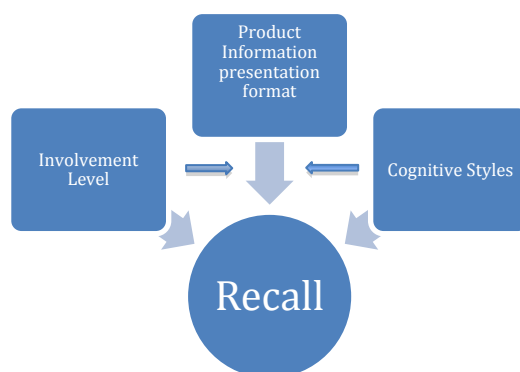 Product
Information
presentation
format
Involvement
Level
Cognitive Styles
Recall